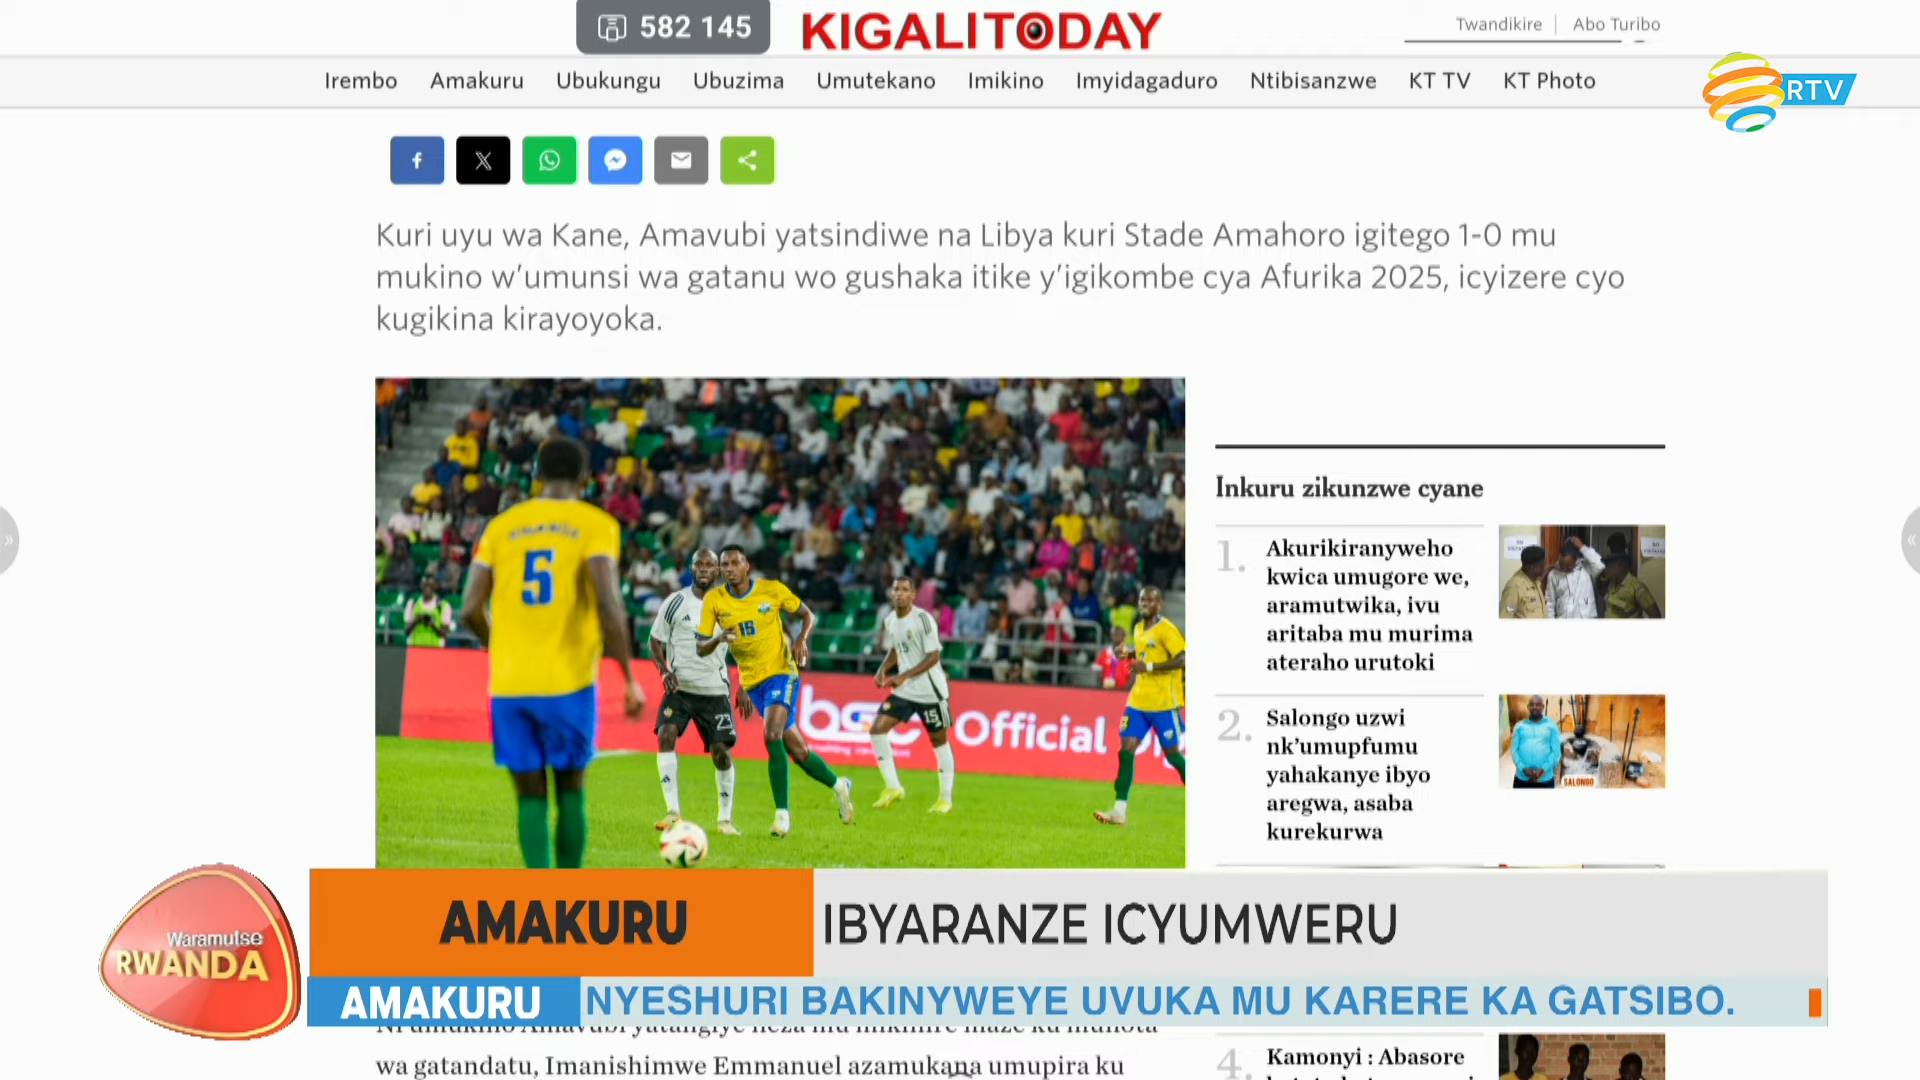 582 145
KIGALITODAY
Twandikire
Abo Turibo
Irembo Amakuru Ubukungu Ubuzima Umutekano Imikino Imyidagaduro Ntibisanzwe KT TV KT Photo
RTV
Kuri uyu wa Kane, Amavubi yatsindiwe na Libya kuri Stade Amahoro igitego 1-0 mu
mukino w’umunsi wa gatanu wo gushaka itike y’igikombe cya Afurika 2025, icyizere cyo
kugikina kirayoyoka.
5
15
23
15
bsc
Official
Inkuru zikunzwe cyane
1. Akurikiranyweho
kwica umugore we,
aramutwika, ivu
aritaba mu murima
ateraho urutoki
2. Salongo uzwi
nk’umupfumu
yahakanye ibyo
aregwa, asaba
kurekurwa
SALONGO
Waramutse
RWANDA
AMAKURU
IBYARANZE ICYUMWERU
AMAKURU
NYESHURI BAKINYWEYE UVUKA MU KARERE KA GATSIBO.
wa gatandatu, Imanishimwe Emmanuel azamukana umupira ku
4. Kamonyi : Abasore